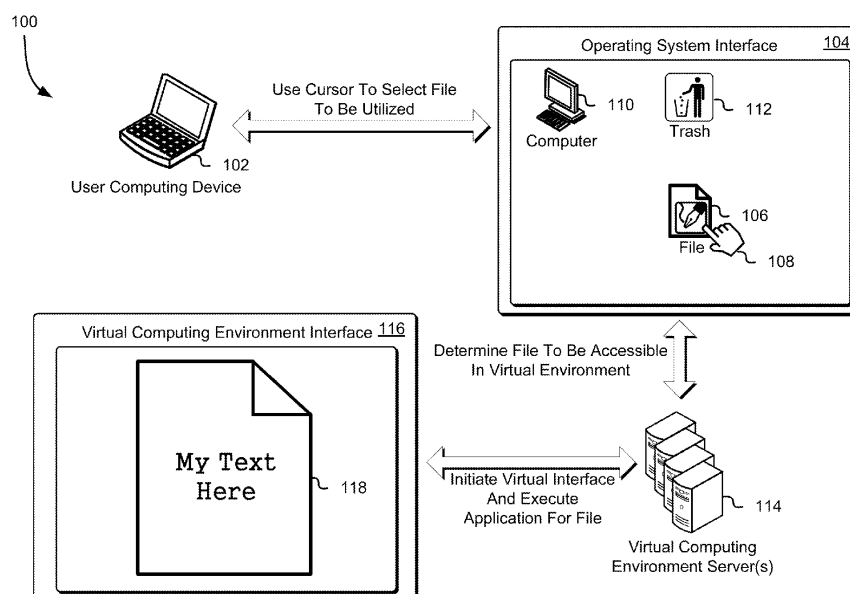 100
Operating System Interface 104
Use Cursor To Select File
To Be Utilized
110
112
Computer
Trash
102
User Computing Device
106
File
108
Virtual Computing Environment Interface 116
Determine File To Be Accessible
In Virtual Environment
My Text
Here
118
Initiate Virtual Interface
And Execute
Application For File
114
Virtual Computing
Environment Server(s)